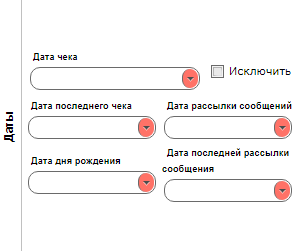 Даты
Дата чека
Исключить
Дата последнего чека
Дата рассылки сообщений
Дата дня рождения
Дата последней рассылки
сообщения